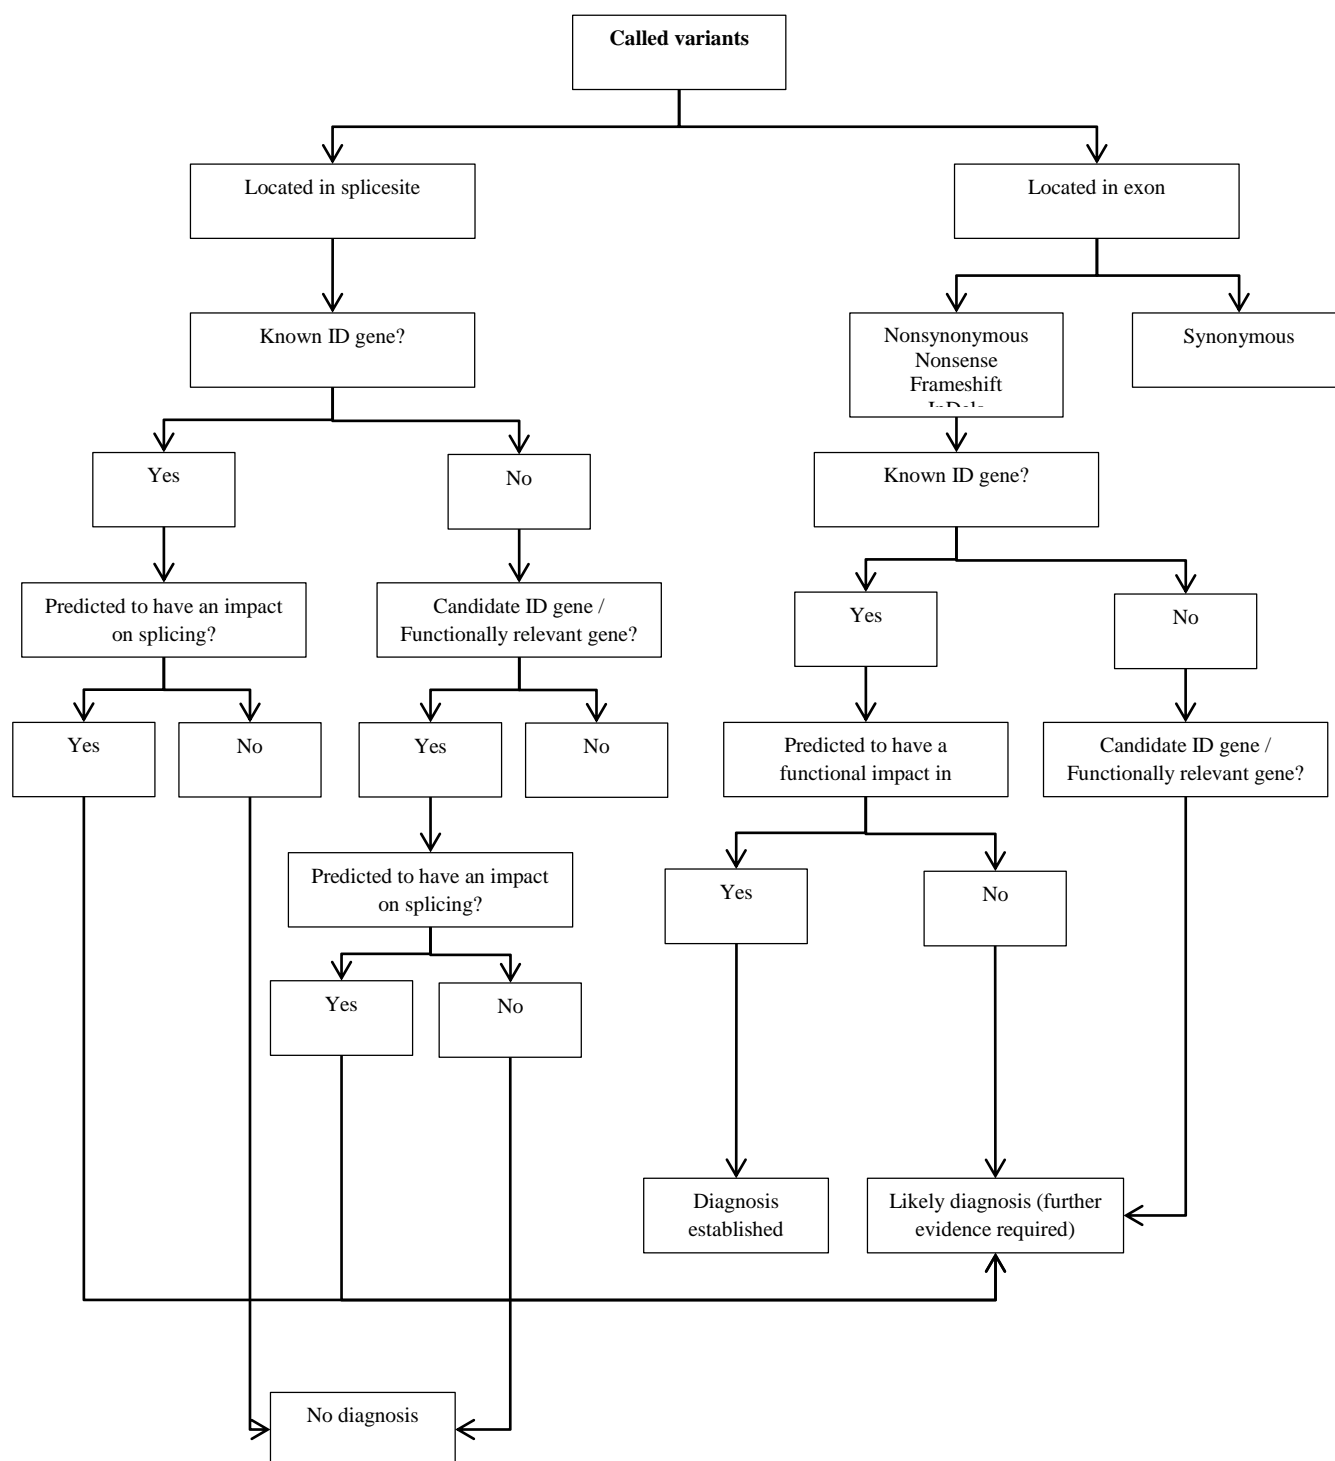 Called variants
Located in splicesite
Located in exon
Known ID gene?
Nonsynonymous
Nonsense
Frameshift
Synonymous
Yes
No
Known ID gene?
Predicted to have an impact
on splicing?
Candidate ID gene /
Functionally relevant gene?
Yes
No
Yes
No
Yes
No
Predicted to have a
functional impact in
Candidate ID gene /
Functionally relevant gene?
Predicted to have an impact
on splicing?
Yes
No
Yes
No
Diagnosis
established
Likely diagnosis (further
evidence required)
No diagnosis